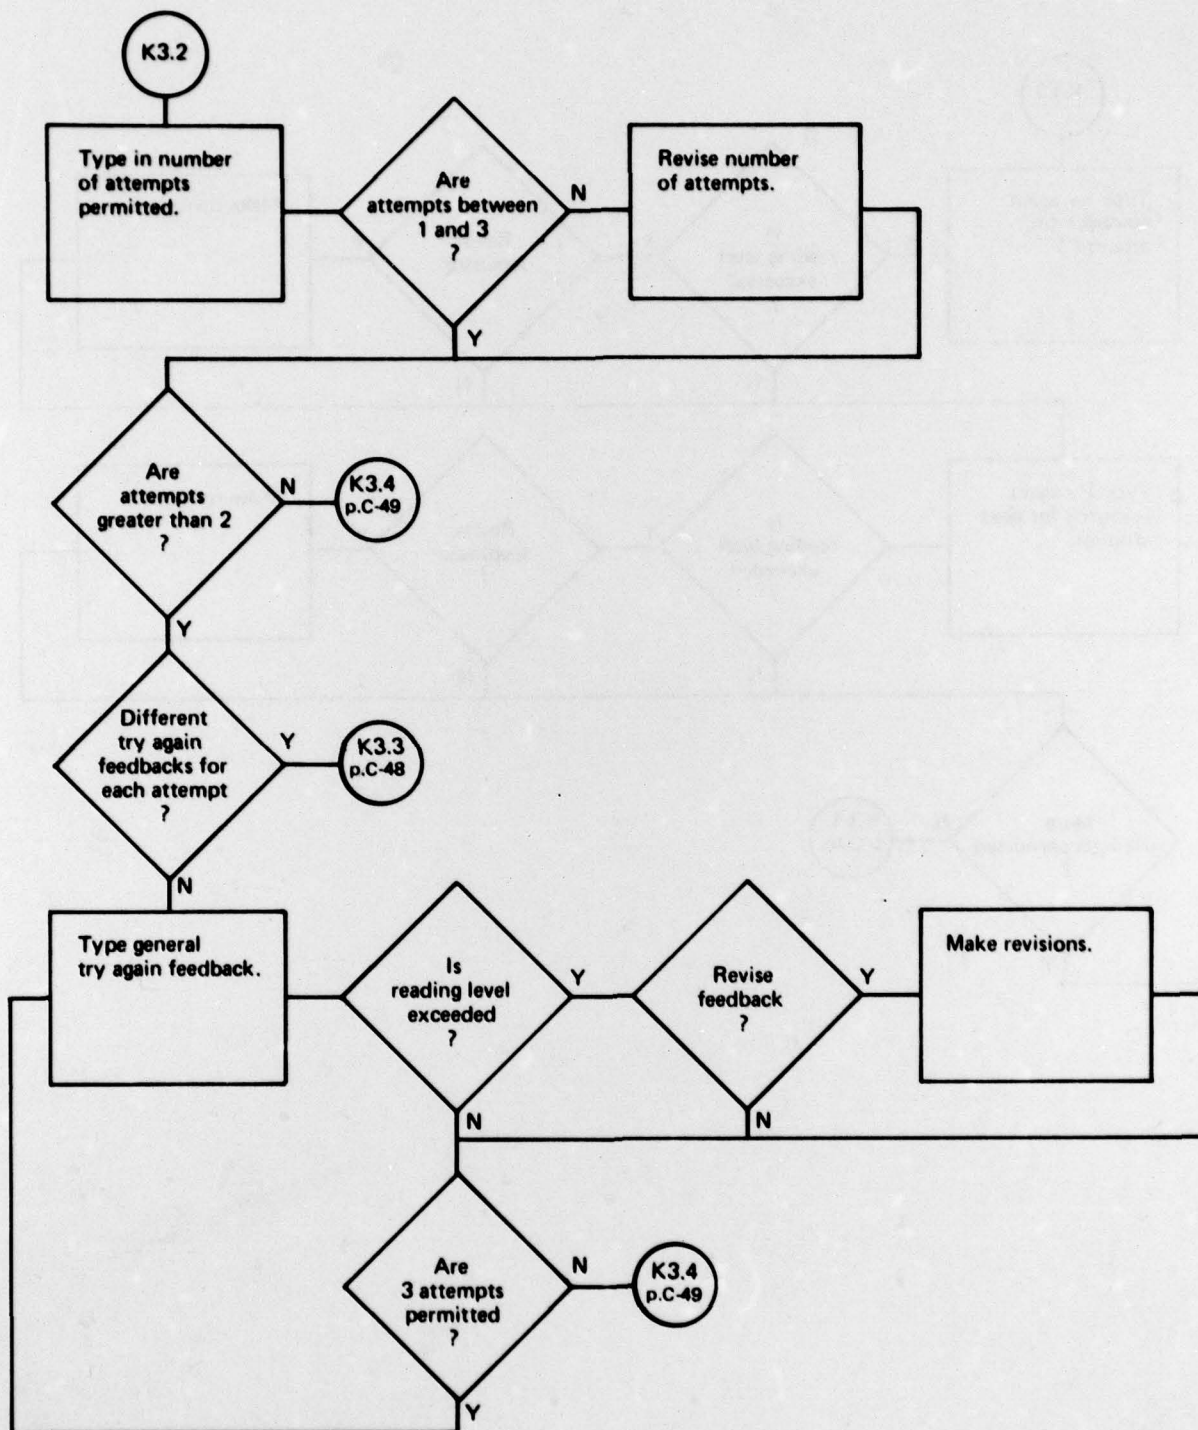 K3.2
Type in number
of attempts
permitted.
Are
attempts between
1 and 3
?
N
Y
Revise number
of attempts.
Are
attempts
greater than 2
?
N
Y
K3.4
p.C-49
Different
try again
feedbacks for
each attempt
?
Y
N
K3.3
p.C-48
Type general
try again feedback.
Is
reading level
exceeded
?
Y
N
Revise
feedback
?
Y
N
Make revisions.
Are
3 attempts
permitted
?
N
Y
K3.4
p.C-49